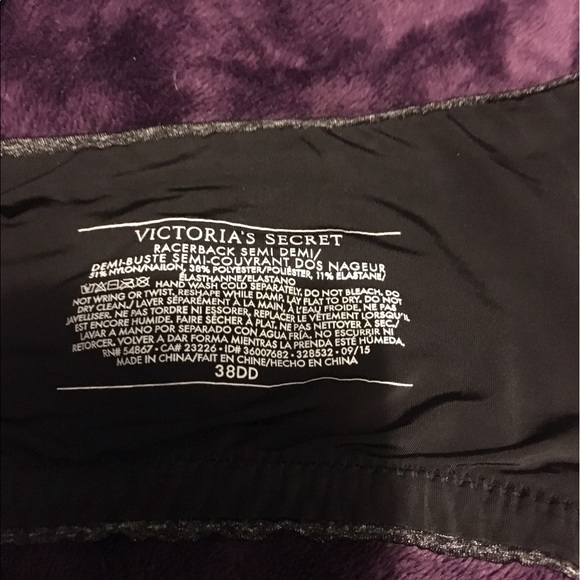 VICTORIA'S SECRET
RACERBACK SEMI DEMI/
DEMI-BUSTE SEMI-COUVRANT DOS NAGEUR
51% NYLON/NAILON, 38% POLYESTER/POLIÉSTER, 11% ELASTANE/
ÉLASTHANNE/ELASTANO
HAND WASH COLD SEPARATELY. DO NOT BLEACH. DO
NOT WRING OR TWIST. RESHAPE WHILE DAMP. LAY FLAT TO DRY. DO NOT
DRY CLEAN./ LAVER SÉPARÉMENT À LA MAIN, À L'EAU FROIDE. NE PAS
JAVELLISER. NE PAS TORDRE NI ESSORER. REPLACER LE VÊTEMENT LORSQU'IL
EST ENCORE HUMIDE. FAIRE SÉCHER À PLAT. NE PAS NETTOYER À SEC/
LAVAR A MANO POR SEPARADO CON AGUA FRÍA. NO ESCURRIR NI
RETORCER. VOLVER A DAR FORMA MIENTRAS LA PRENDA ESTÉ HÚMEDA.
RN# 54867 • CA# 23226 • ID# 36007682 • 328532 • 09/15
MADE IN CHINA/FAIT EN CHINE/HECHO EN CHINA
38DD